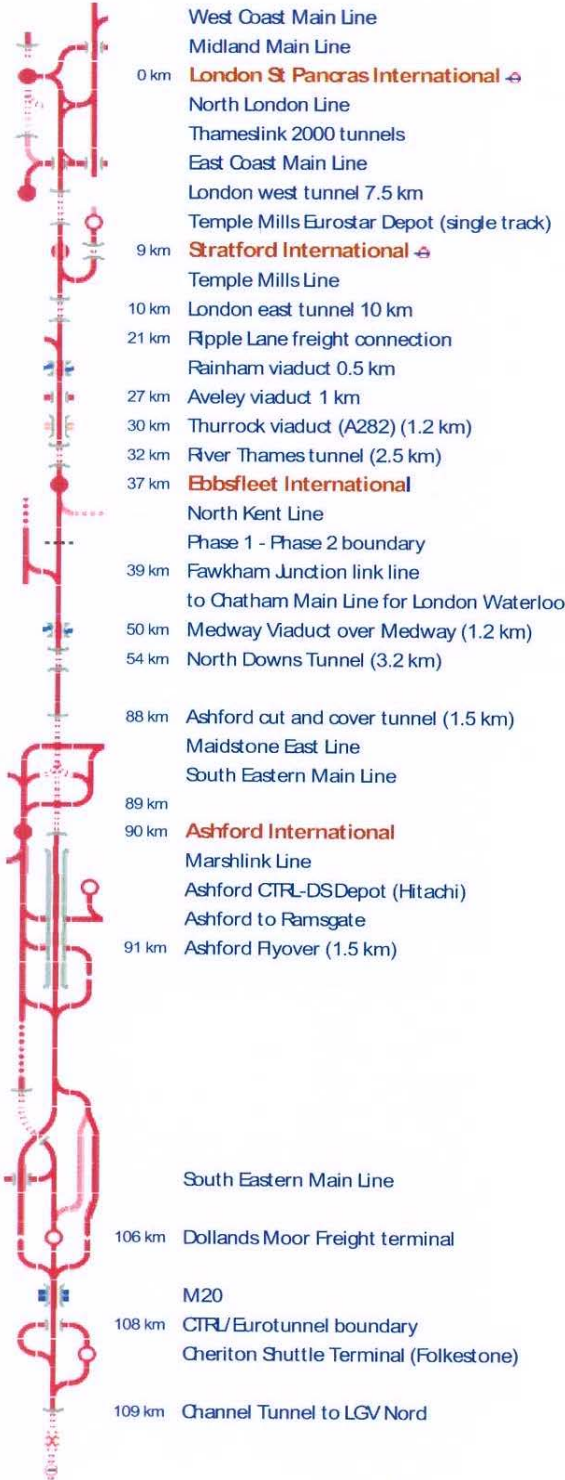 West Coast Main Line
Midland Main Line
0 km London St Pancras International
North London Line
Thameslink 2000 tunnels
East Coast Main Line
London west tunnel 7.5 km
Temple Mills Eurostar Depot (single track)
9 km Stratford International
Temple Mills Line
10 km London east tunnel 10 km
21 km Ripple Lane freight connection
Rainham viaduct 0.5 km
27 km Aveley viaduct 1 km
30 km Thurrock viaduct (A282) (1.2 km)
32 km River Thames tunnel (2.5 km)
37 km Ebbsfleet International
North Kent Line
Phase 1 - Phase 2 boundary
39 km Fawkham Junction link line
to Chatham Main Line for London Waterloo
50 km Medway Viaduct over Medway (1.2 km)
54 km North Downs Tunnel (3.2 km)
88 km Ashford cut and cover tunnel (1.5 km)
Maidstone East Line
South Eastern Main Line
89 km
90 km Ashford International
Marshlink Line
Ashford CTRL-DS Depot (Hitachi)
Ashford to Ramsgate
91 km Ashford Flyover (1.5 km)
South Eastern Main Line
106 km Dollands Moor Freight terminal
M20
108 km CTRL/Eurotunnel boundary
Cheriton Shuttle Terminal (Folkestone)
109 km Channel Tunnel to LGV Nord